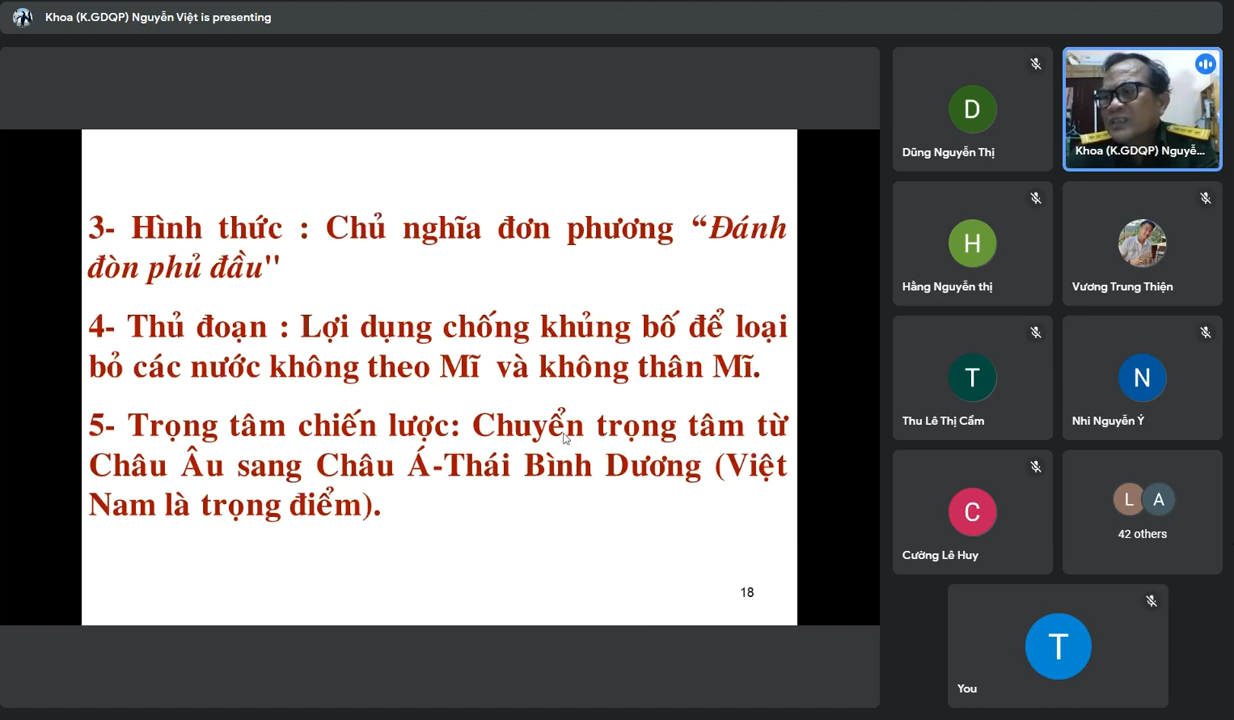 Khoa (K.GDQP) Nguyễn Việt is presenting
3- Hình thức : Chủ nghĩa đơn phương “Đánh
đòn phủ đầu"
4- Thủ đoạn : Lợi dụng chống khủng bố để loại
bỏ các nước không theo Mĩ và không thân Mĩ.
5- Trọng tâm chiến lược: Chuyển trọng tâm từ
Châu Âu sang Châu Á-Thái Bình Dương (Việt
Nam là trọng điểm).
18
D
Dũng Nguyễn Thị
Khoa (K.GDQP) Nguyễ...
H
Hằng Nguyễn thị
Vương Trung Thiện
T
Thu Lê Thị Cẩm
N
Nhi Nguyễn Ý
C
Cường Lê Huy
L A
42 others
T
You